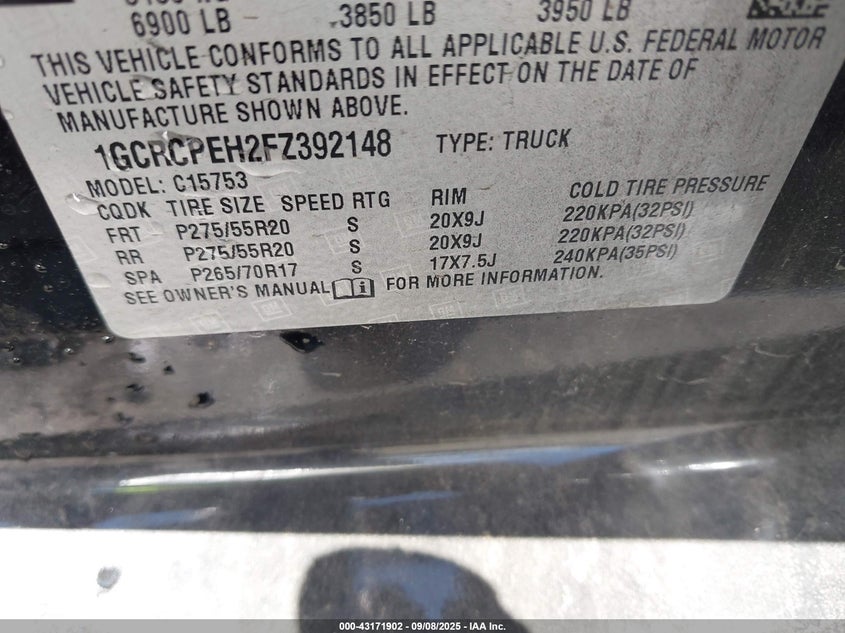 6900 LB 3850 LB 3950 LB
THIS VEHICLE CONFORMS TO ALL APPLICABLE U.S. FEDERAL MOTOR
VEHICLE SAFETY STANDARDS IN EFFECT ON THE DATE OF
MANUFACTURE SHOWN ABOVE.
1GCRCPEH2FZ392148 TYPE: TRUCK
MODEL: C15753
CQDK TIRE SIZE SPEED RTG RIM COLD TIRE PRESSURE
FRT P275/55R20 S 20X9J 220KPA(32PSI)
RR P275/55R20 S 20X9J 220KPA(32PSI)
SPA P265/70R17 S 17X7.5J 240KPA(35PSI)
SEE OWNER'S MANUAL FOR MORE INFORMATION.
000-43171902 - 09/08/2025 - IAA Inc.